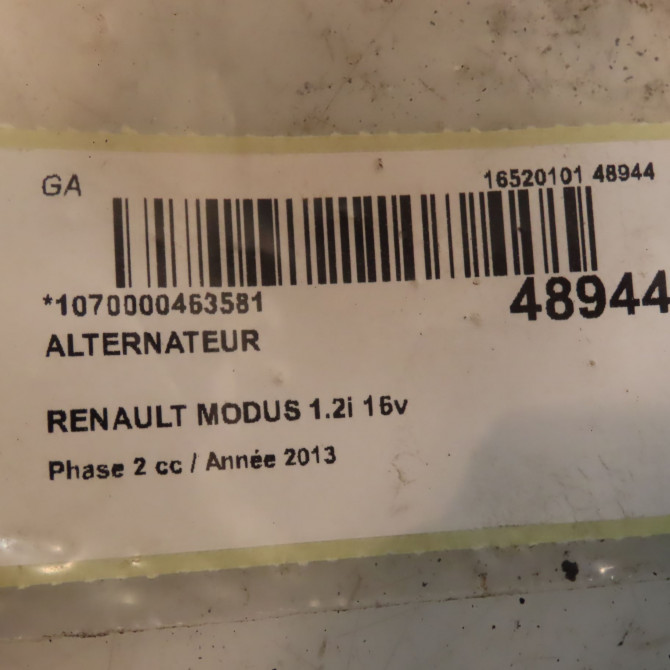 GA
16520101 48944
*1070000463581
48944
ALTERNATEUR
RENAULT MODUS 1.2i 16v
Phase 2 cc / Année 2013